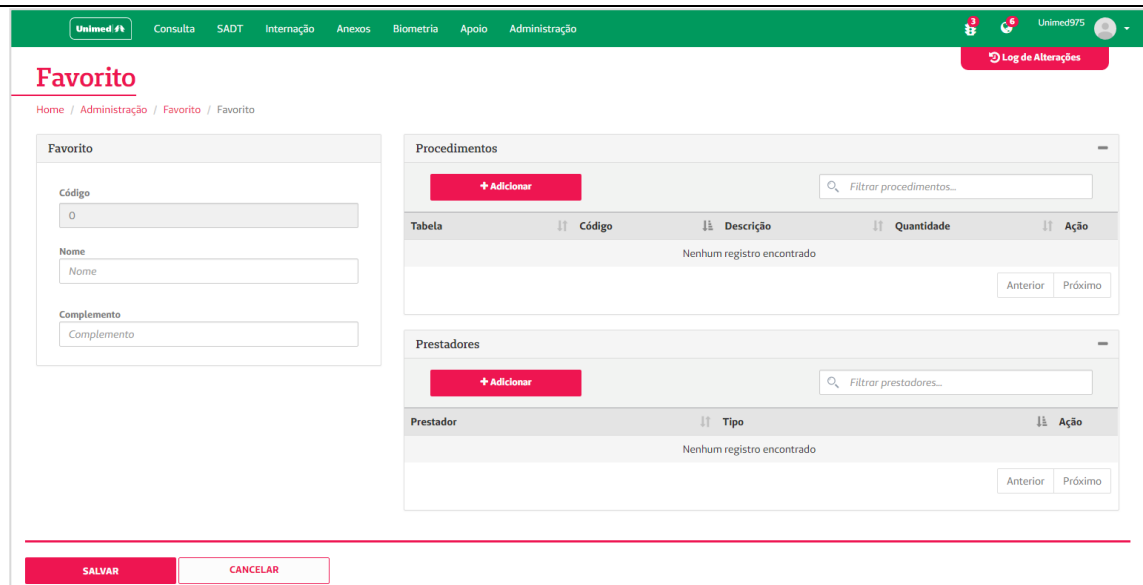 Unimed Consulta SADT Internação Anexos Biometria Apoio Administração 3 6 Unimed975
Log de Alterações
Favorito
Home / Administração / Favorito / Favorito
Favorito
Código
0
Nome
Nome
Complemento
Complemento
Procedimentos
+ Adicionar Filtrar procedimentos...
Tabela Código Descrição Quantidade Ação
Nenhum registro encontrado
Anterior Próximo
Prestadores
+ Adicionar Filtrar prestadores...
Prestador Tipo Ação
Nenhum registro encontrado
Anterior Próximo
SALVAR CANCELAR